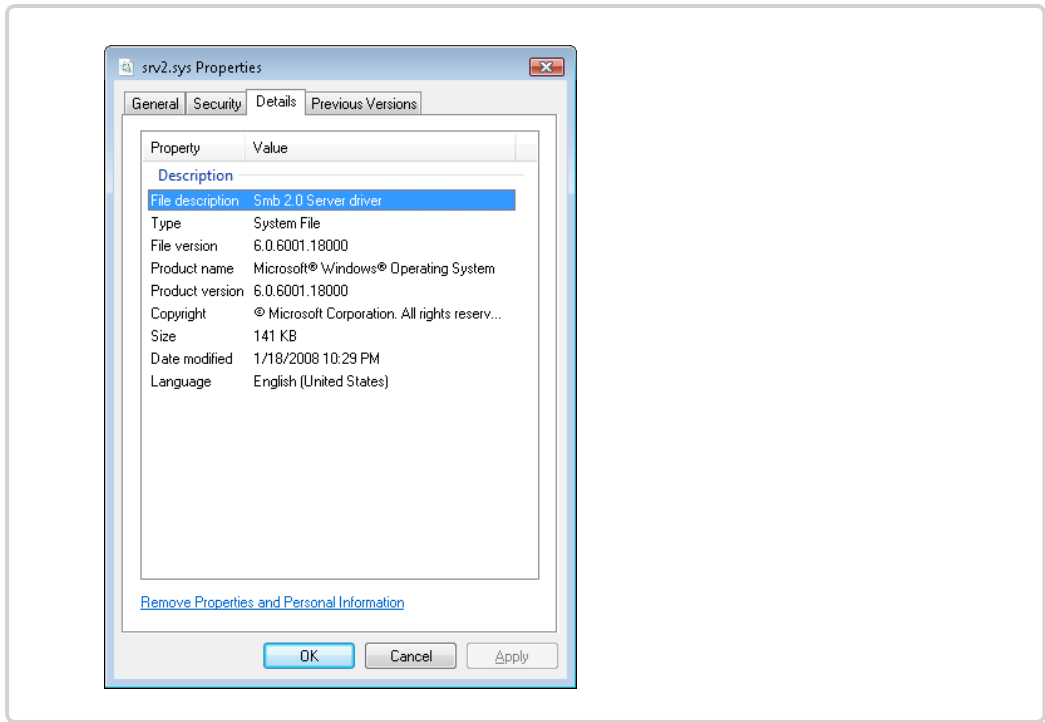 srv2.sys Properties
General Security Details Previous Versions
Property Value
Description
File description Smb 2.0 Server driver
Type System File
File version 6.0.6001.18000
Product name Microsoft® Windows® Operating System
Product version 6.0.6001.18000
Copyright © Microsoft Corporation. All rights reserv...
Size 141 KB
Date modified 1/18/2008 10:29 PM
Language English (United States)
Remove Properties and Personal Information
OK Cancel Apply